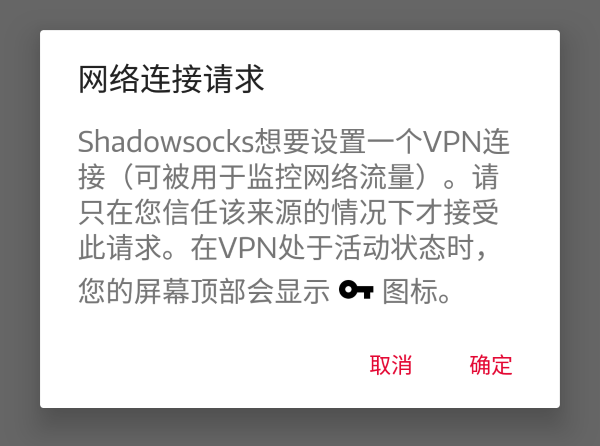 网络连接请求
Shadowsocks想要设置一个VPN连
接（可被用于监控网络流量）。请
只在您信任该来源的情况下才接受
此请求。在VPN处于活动状态时，
您的屏幕顶部会显示 图标。
取消 确定